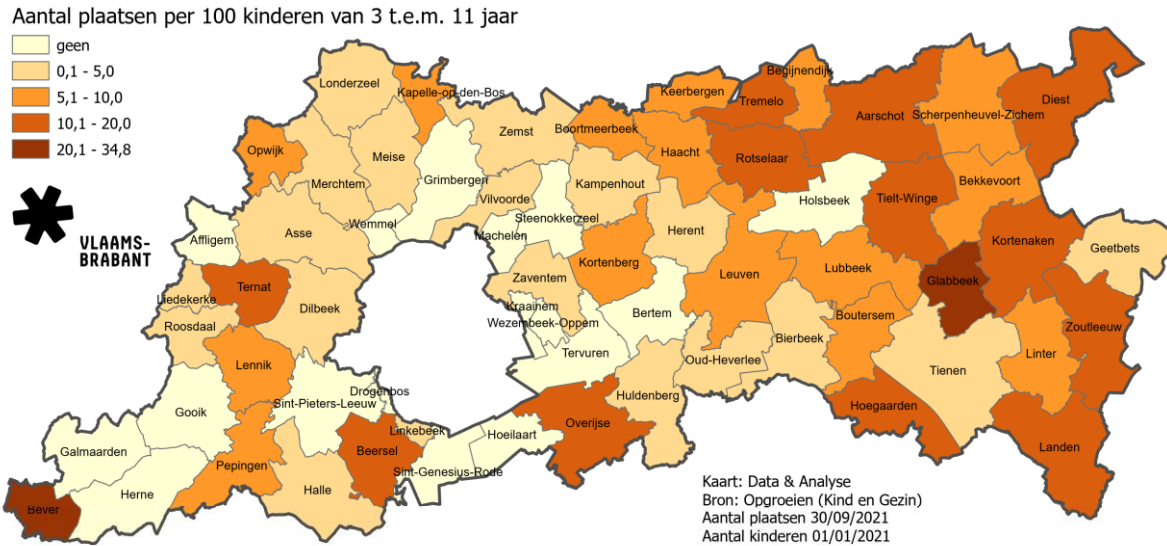 Aantal plaatsen per 100 kinderen van 3 t.e.m. 11 jaar
geen
0,1 - 5,0
5,1 - 10,0
10,1 - 20,0
20,1 - 34,8
VLAAMS-
BRABANT
Londerzeel
Kapelle-op-den-Bos
Zemst
Boortmeerbeek
Keerbergen
Begijnendijk
Tremelo
Aarschot
Scherpenheuvel-Zichem
Diest
Opwijk
Meise
Merchtem
Grimbergen
Vilvoorde
Kampenhout
Haacht
Rotselaar
Bekkevoort
Affligem
Asse
Wemmel
Machelen
Steenokkerzeel
Herent
Holsbeek
Tielt-Winge
Kortenaken
Geetbets
Liedekerke
Ternat
Dilbeek
Zaventem
Kortenberg
Leuven
Lubbeek
Glabbeek
Roosdaal
Kraainem
Wezembeek-Oppem
Bertem
Boutersem
Zoutleeuw
Lennik
Tervuren
Oud-Heverlee
Bierbeek
Tienen
Linter
Gooik
Sint-Pieters-Leeuw
Drogenbos
Huldenberg
Hoegaarden
Galmaarden
Beersel
Linkebeek
Hoeilaart
Overijse
Landen
Pepingen
Sint-Genesius-Rode
Bever
Herne
Halle
Kaart: Data & Analyse
Bron: Opgroeien (Kind en Gezin)
Aantal plaatsen 30/09/2021
Aantal kinderen 01/01/2021